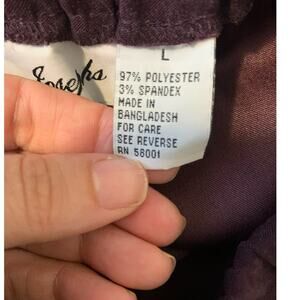 Josephs
L
97% POLYESTER
3% SPANDEX
MADE IN
BANGLADESH
FOR CARE
SEE REVERSE
RN 58001